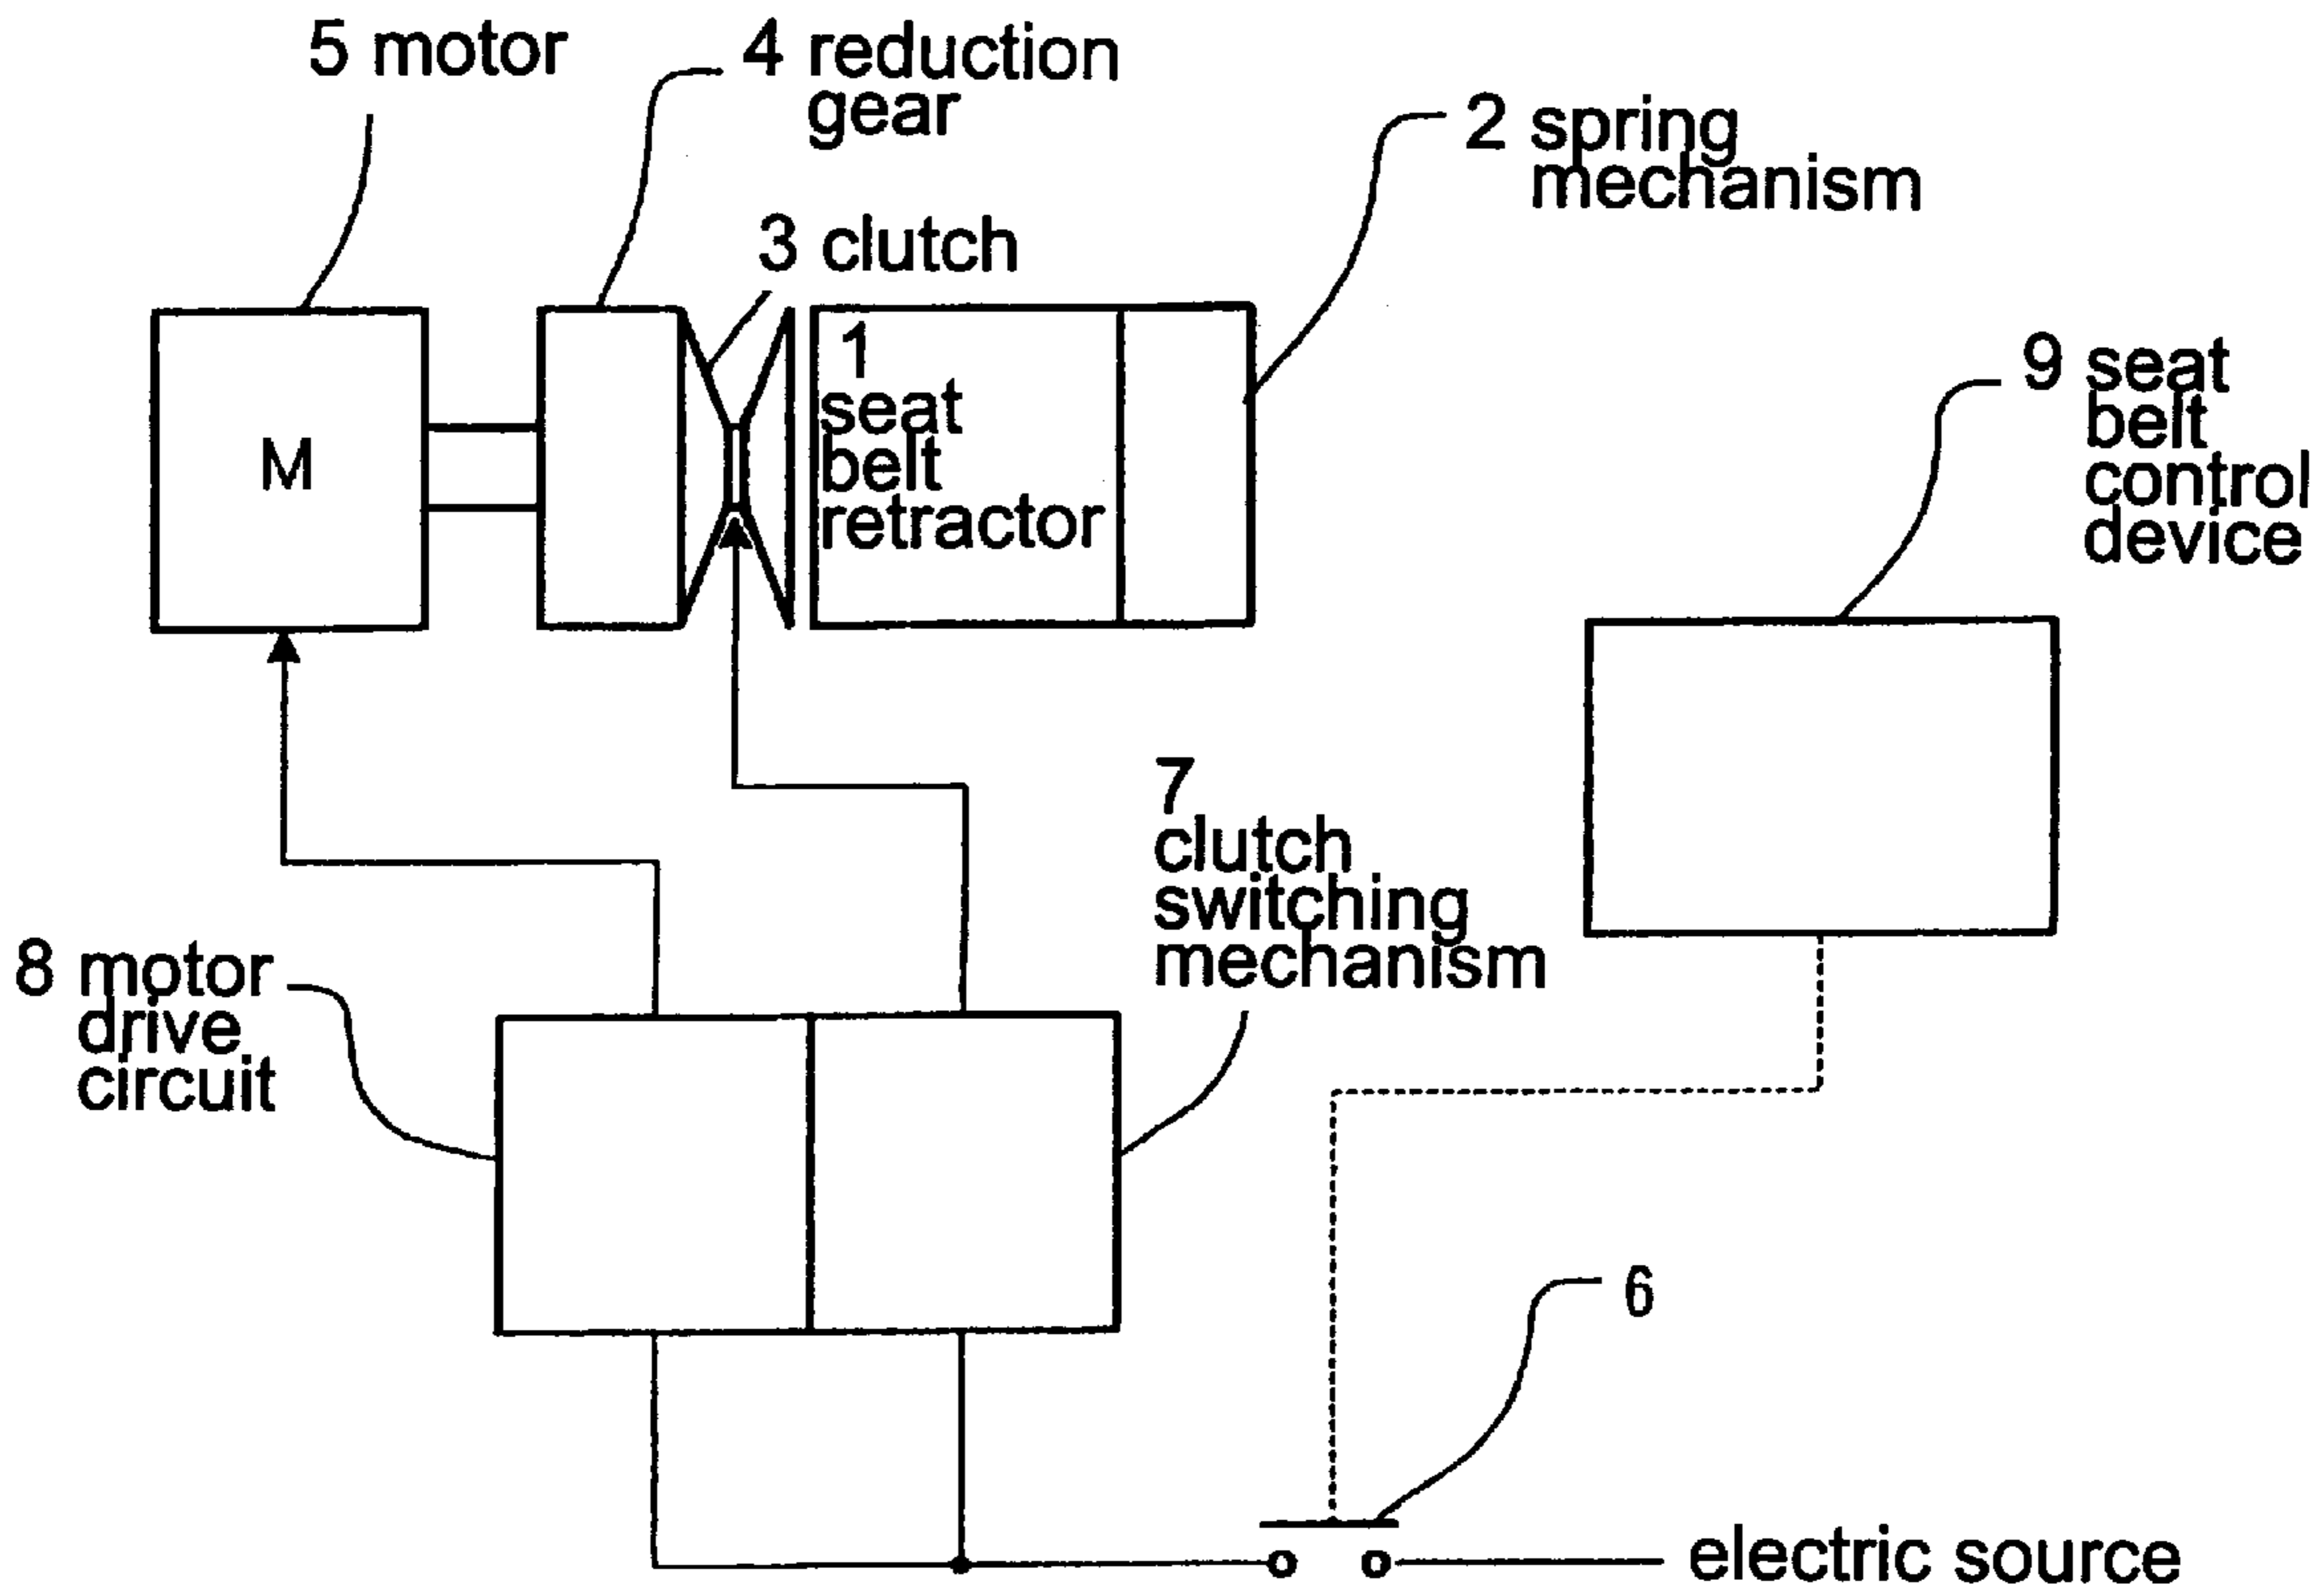 5 motor
4 reduction
gear
2 spring
mechanism
3 clutch
1
seat
belt
retractor
M
9 seat
belt
control
device
7
clutch
switching
mechanism
8 motor
drive
circuit
6
electric source